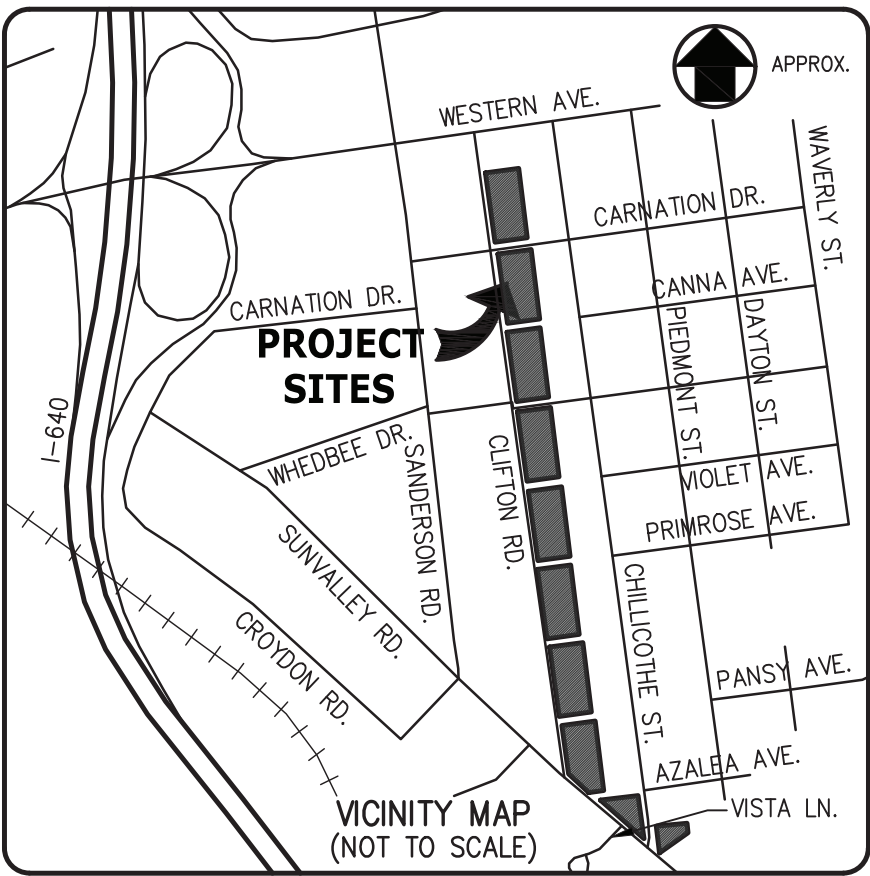 APPROX.
WESTERN AVE.
WAVERLY ST.
CARNATION DR.
CANNA AVE.
CARNATION DR.
PROJECT
SITES
PIEDMONT ST.
DAYTON ST.
I-640
WHEDBEE DR.
SANDERSON RD.
CLIFTON RD.
VIOLET AVE.
PRIMROSE AVE.
SUNVALLEY RD.
CHILLICOTHE ST.
CROYDON RD.
PANSY AVE.
AZALEA AVE.
VICINITY MAP
(NOT TO SCALE)
VISTA LN.